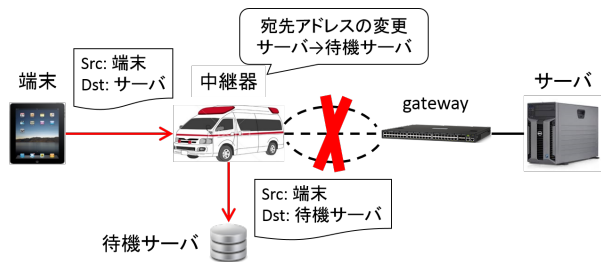 宛先アドレスの変更
サーバ→待機サーバ
Src: 端末
Dst: サーバ
端末
中継器
gateway
サーバ
Src: 端末
Dst: 待機サーバ
待機サーバ